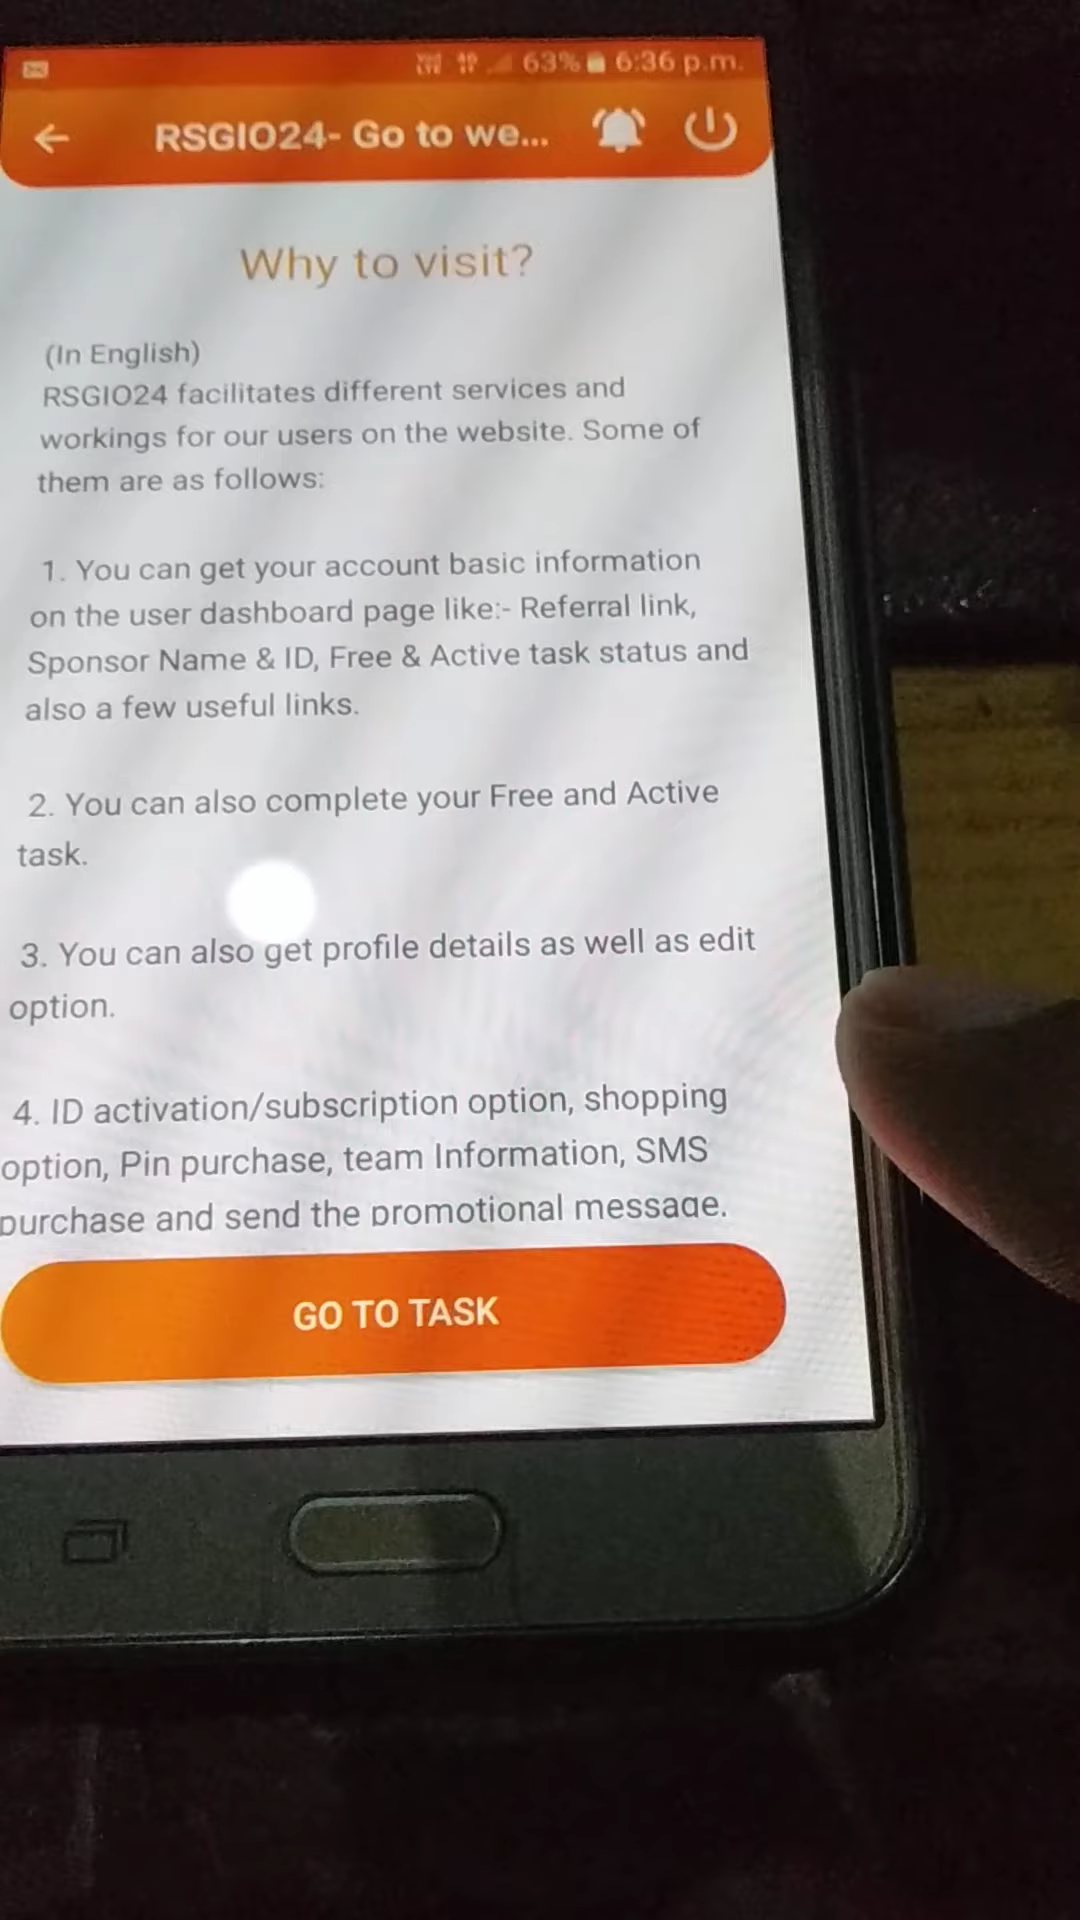 63% 6:36 p.m.
RSGIO24- Go to we...
Why to visit?
(In English)
RSGIO24 facilitates different services and
workings for our users on the website. Some of
them are as follows:
1. You can get your account basic information
on the user dashboard page like:- Referral link,
Sponsor Name & ID, Free & Active task status and
also a few useful links.
2. You can also complete your Free and Active
task.
3. You can also get profile details as well as edit
option.
4. ID activation/subscription option, shopping
option, Pin purchase, team Information, SMS
purchase and send the promotional message.
GO TO TASK